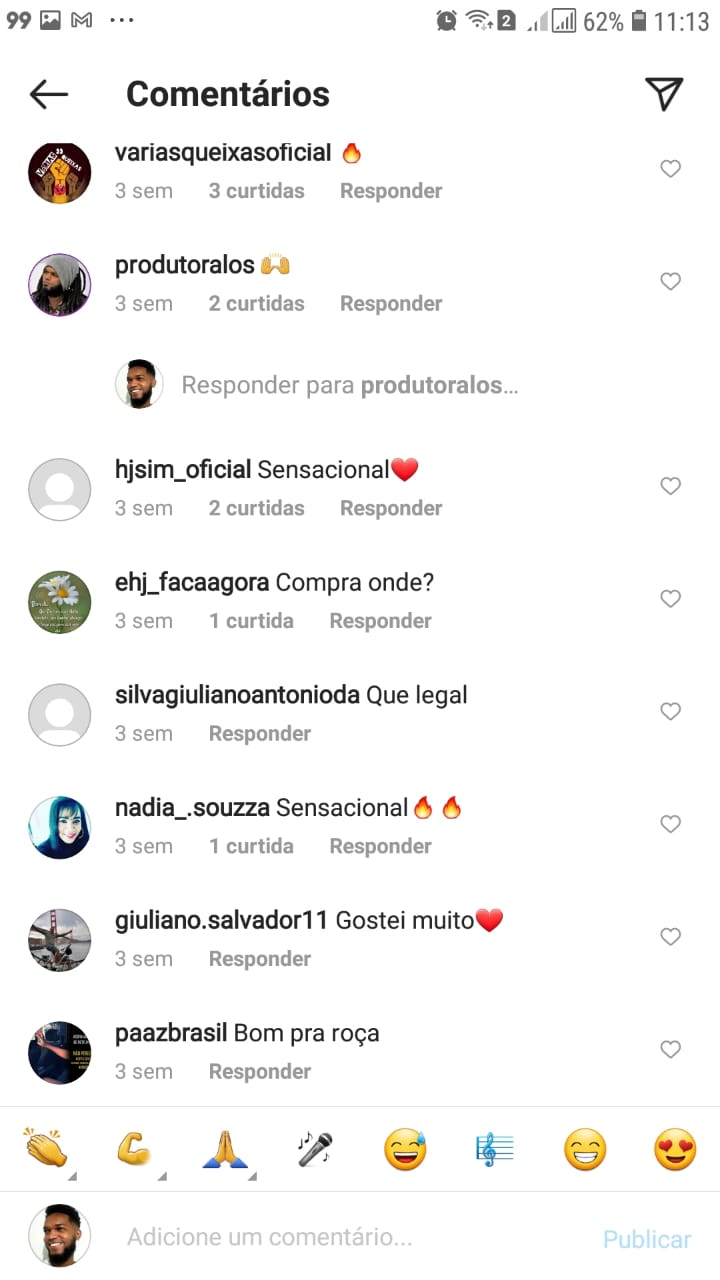 99 ... 2 62% 11:13
Comentários
variasqueixasoficial 🔥
3 sem 3 curtidas Responder
produtoralos 🙌
3 sem 2 curtidas Responder
Responder para produtoralos...
hjsim_oficial Sensacional❤️
3 sem 2 curtidas Responder
ehj_facaagora Compra onde?
3 sem 1 curtida Responder
silvagiulianoantonioda Que legal
3 sem Responder
nadia_.souzza Sensacional🔥🔥
3 sem 1 curtida Responder
giuliano.salvador11 Gostei muito❤️
3 sem Responder
paazbrasil Bom pra roça
3 sem Responder
Adicione um comentário... Publicar